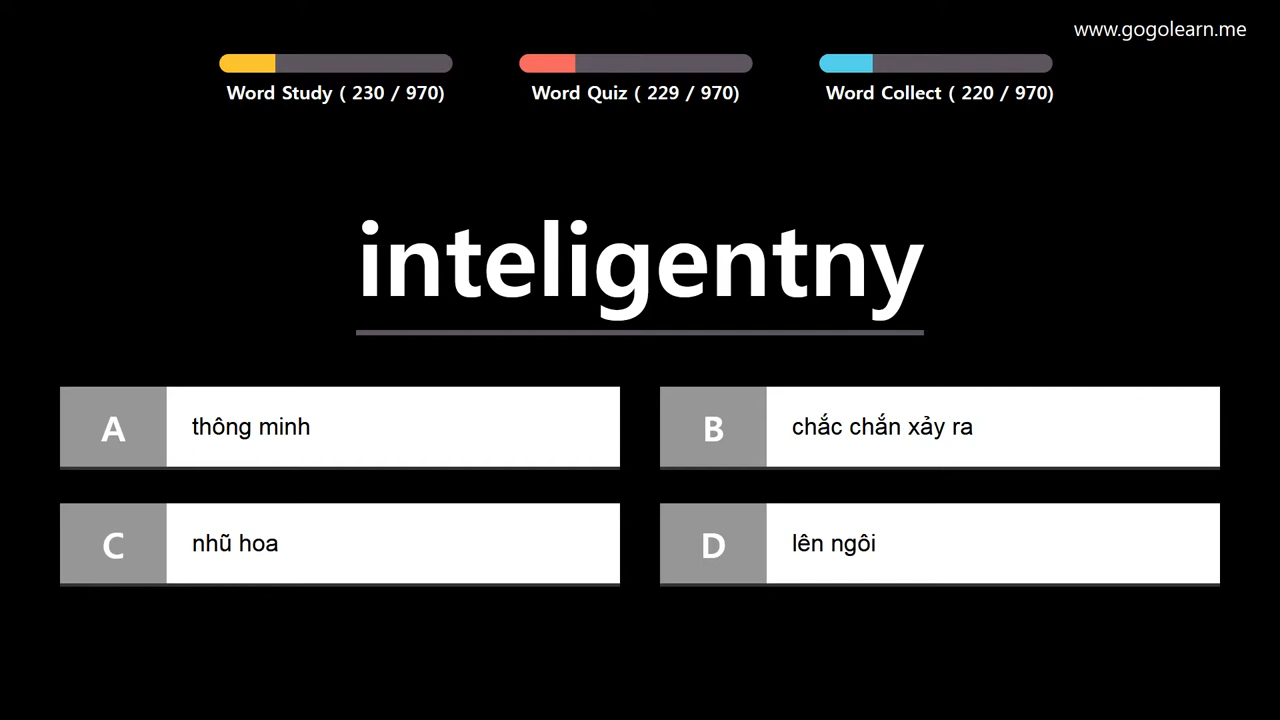 www.gogolearn.me
Word Study ( 230 / 970)
Word Quiz ( 229 / 970)
Word Collect ( 220 / 970)
inteligentny
A thông minh
B chắc chắn xảy ra
C nhũ hoa
D lên ngôi